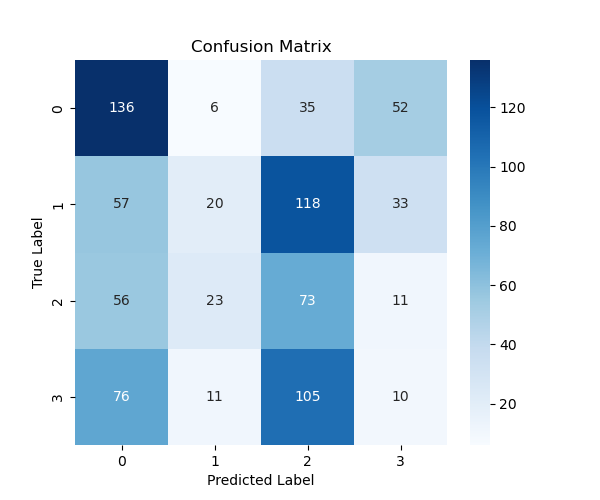 Confusion Matrix
0 136 6 35 52
1 57 20 118 33
2 56 23 73 11
3 76 11 105 10
0 1 2 3
True Label
Predicted Label
120
100
80
60
40
20